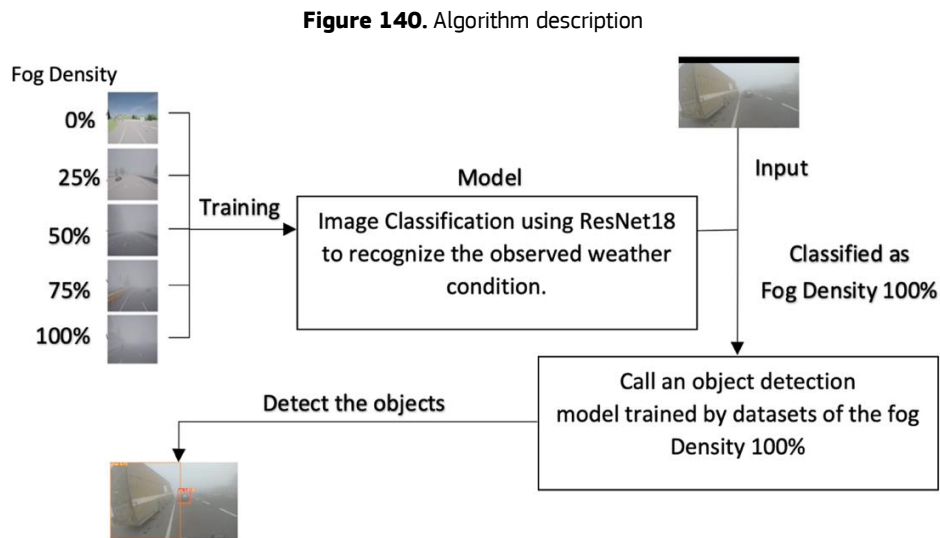 Figure 140. Algorithm description
Fog Density
0%
25%
50%
75%
100%
Training
Model
Image Classification using ResNet18
to recognize the observed weather
condition.
Input
Classified as
Fog Density 100%
Call an object detection
model trained by datasets of the fog
Density 100%
Detect the objects